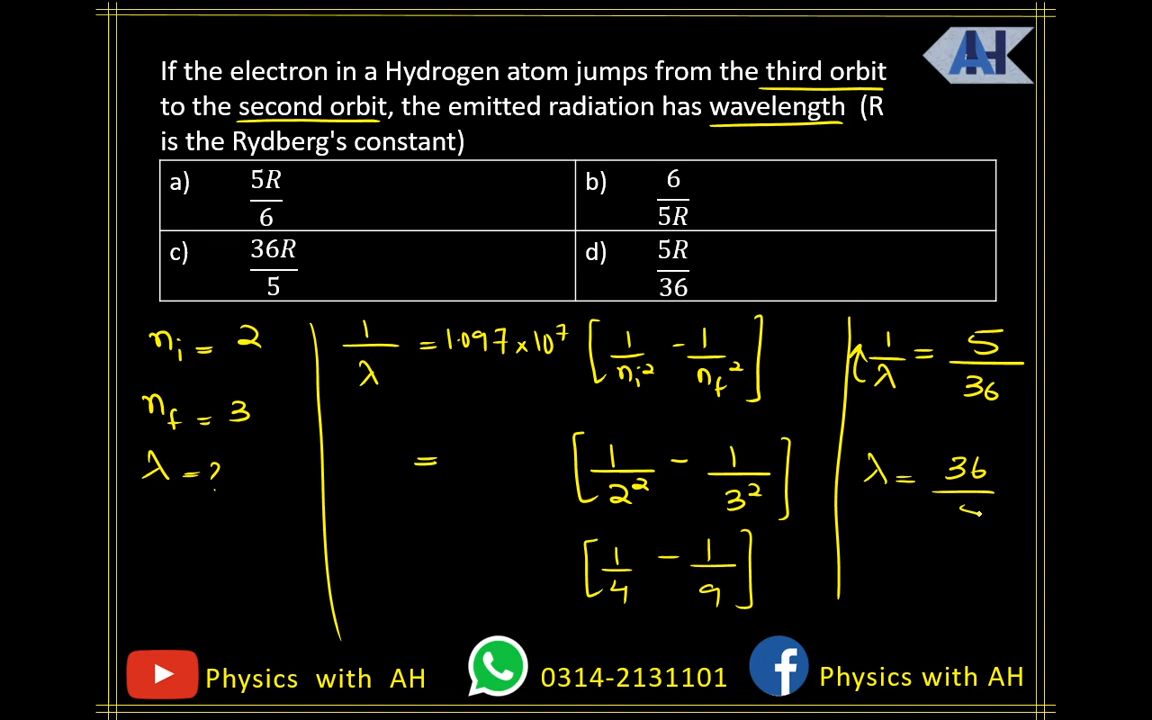 If the electron in a Hydrogen atom jumps from the third orbit
to the second orbit, the emitted radiation has wavelength (R
is the Rydberg's constant)
a) 5R/6
b) 6/5R
c) 36R/5
d) 5R/36
nᵢ = 2
n_f = 3
λ = ?
1/λ = 1.097 × 10⁷ [1/nᵢ² - 1/n_f²]
= [1/2² - 1/3²]
[1/4 - 1/9]
1/λ = 5/36
λ = 36/
AH
Physics with AH
0314-2131101
Physics with AH